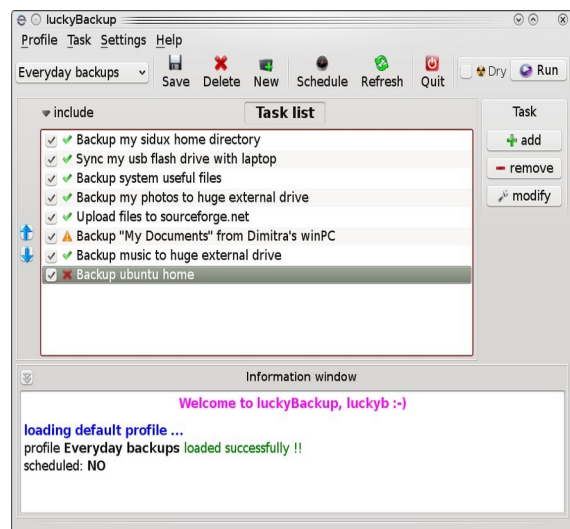 luckyBackup
Profile Task Settings Help
Everyday backups Save Delete New Schedule Refresh Quit Dry Run
include Task list Task
Backup my sidux home directory
add
Sync my usb flash drive with laptop
Backup system useful files
remove
Backup my photos to huge external drive
modify
Upload files to sourceforge.net
Backup "My Documents" from Dimitra's winPC
Backup music to huge external drive
Backup ubuntu home
Information window
Welcome to luckyBackup, luckyb :-)
loading default profile ...
profile Everyday backups loaded successfully !!
scheduled: NO